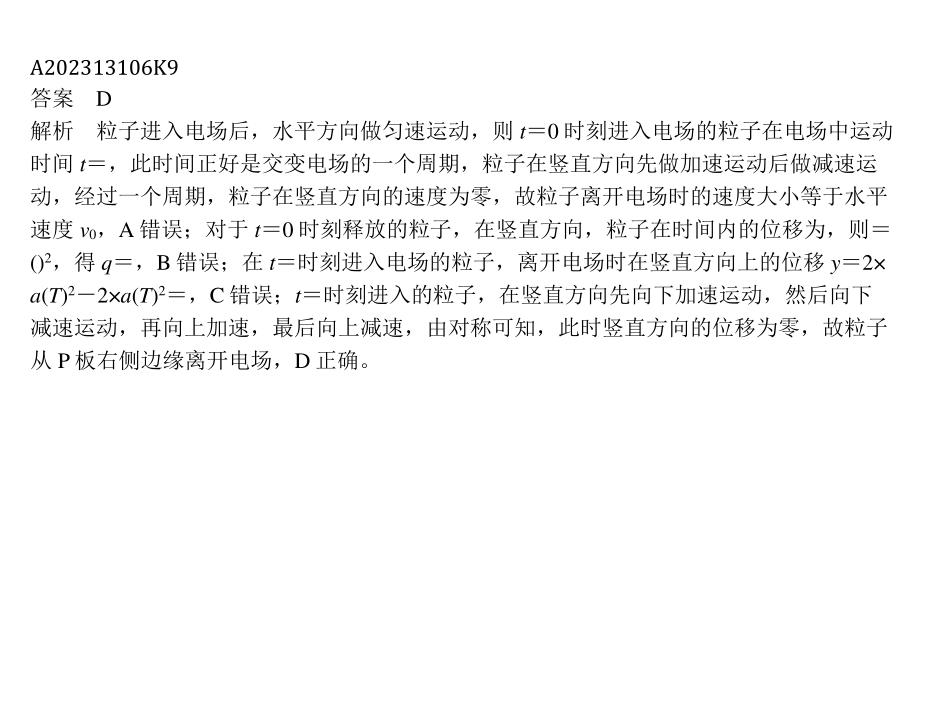 A202313106K9
答案　D
解析　粒子进入电场后，水平方向做匀速运动，则 t＝0 时刻进入电场的粒子在电场中运动
时间 t＝，此时间正好是交变电场的一个周期，粒子在竖直方向先做加速运动后做减速运
动，经过一个周期，粒子在竖直方向的速度为零，故粒子离开电场时的速度大小等于水平
速度 v₀，A 错误；对于 t＝0 时刻释放的粒子，在竖直方向，粒子在时间内的位移为，则＝
()²，得 q＝，B 错误；在 t＝时刻进入电场的粒子，离开电场时在竖直方向上的位移 y＝2×
a(T)²－2×a(T)²＝，C 错误；t＝时刻进入的粒子，在竖直方向先向下加速运动，然后向下
减速运动，再向上加速，最后向上减速，由对称可知，此时竖直方向的位移为零，故粒子
从 P 板右侧边缘离开电场，D 正确。